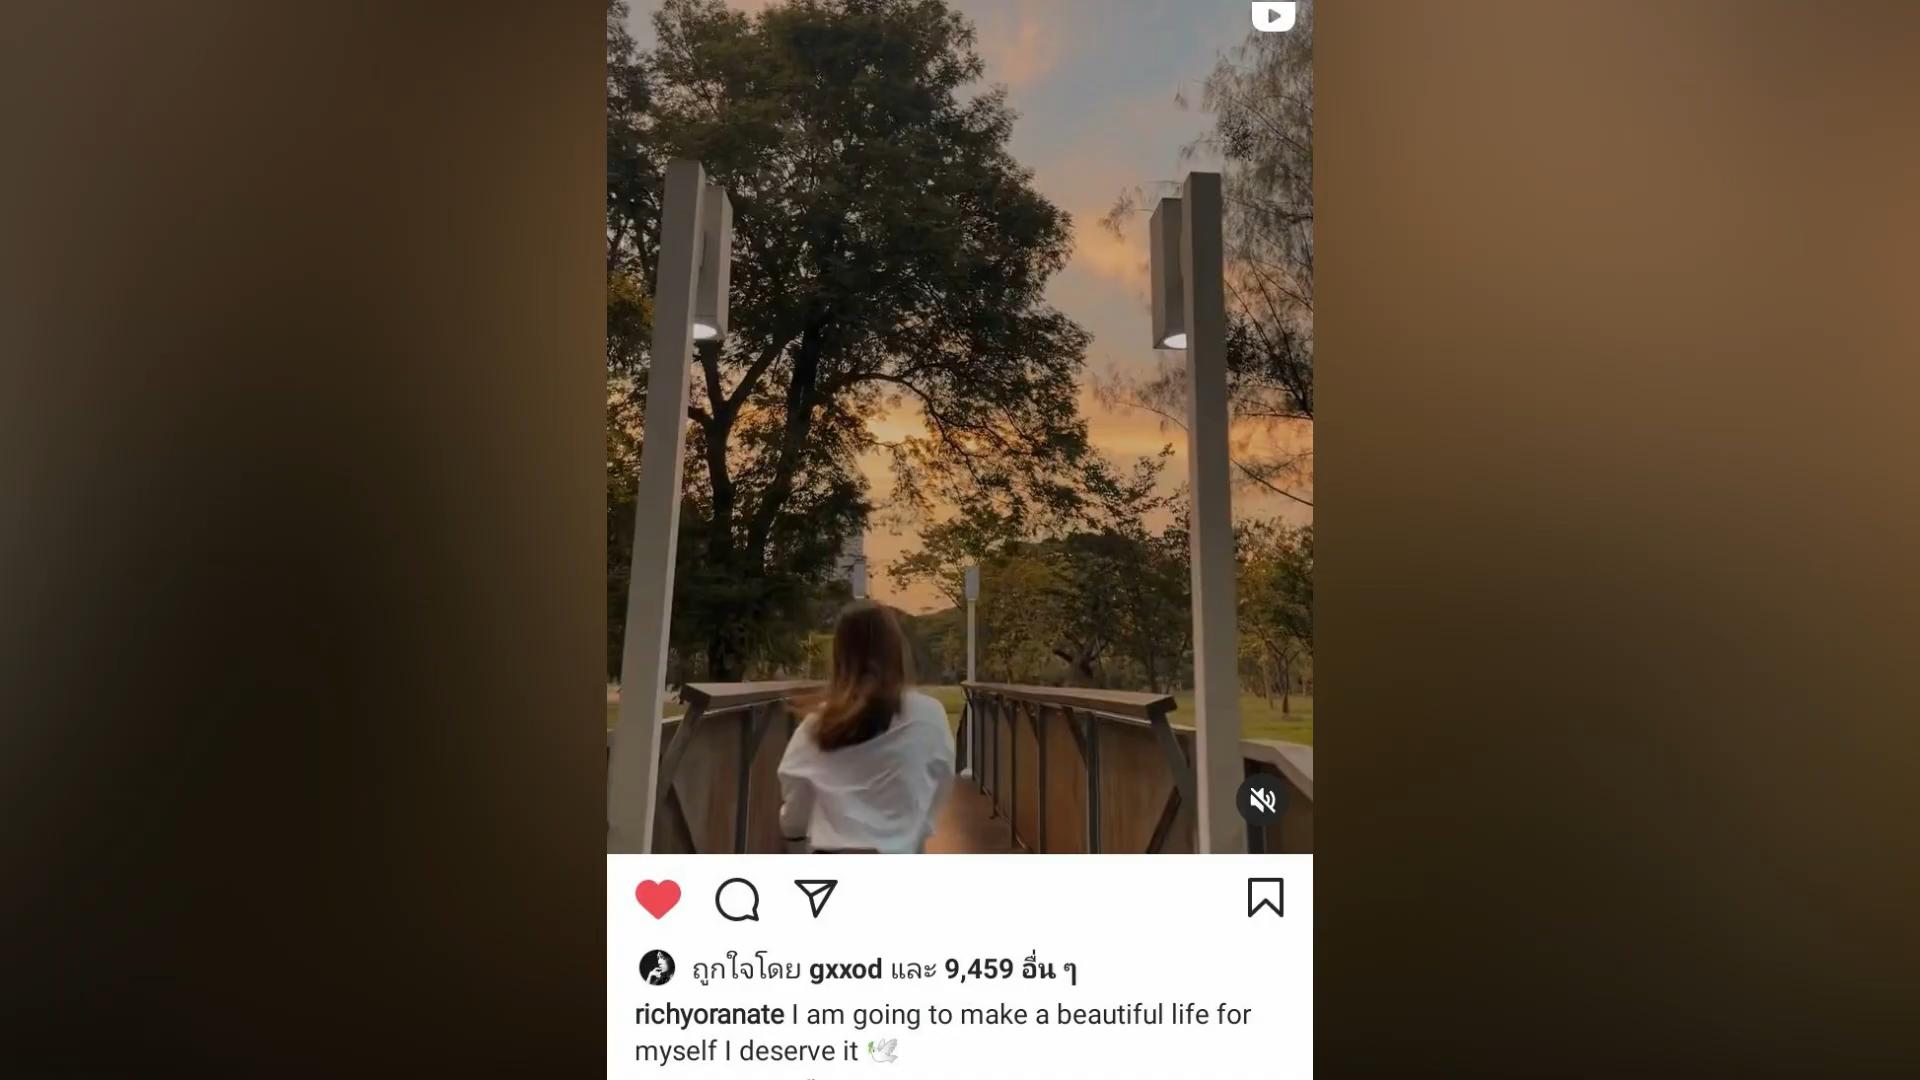 ถูกใจโดย gxxod และ 9,459 อื่น ๆ
richyoranate I am going to make a beautiful life for
myself I deserve it 🕊️